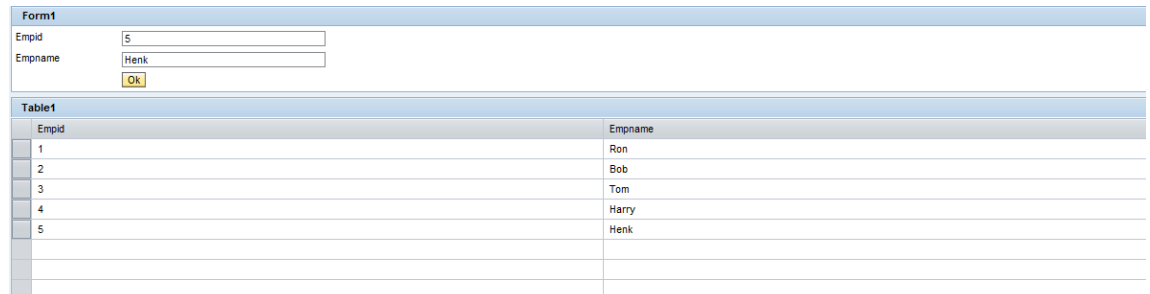 Form1
Empid 5
Empname Henk
Ok
Table1
Empid Empname
1 Ron
2 Bob
3 Tom
4 Harry
5 Henk